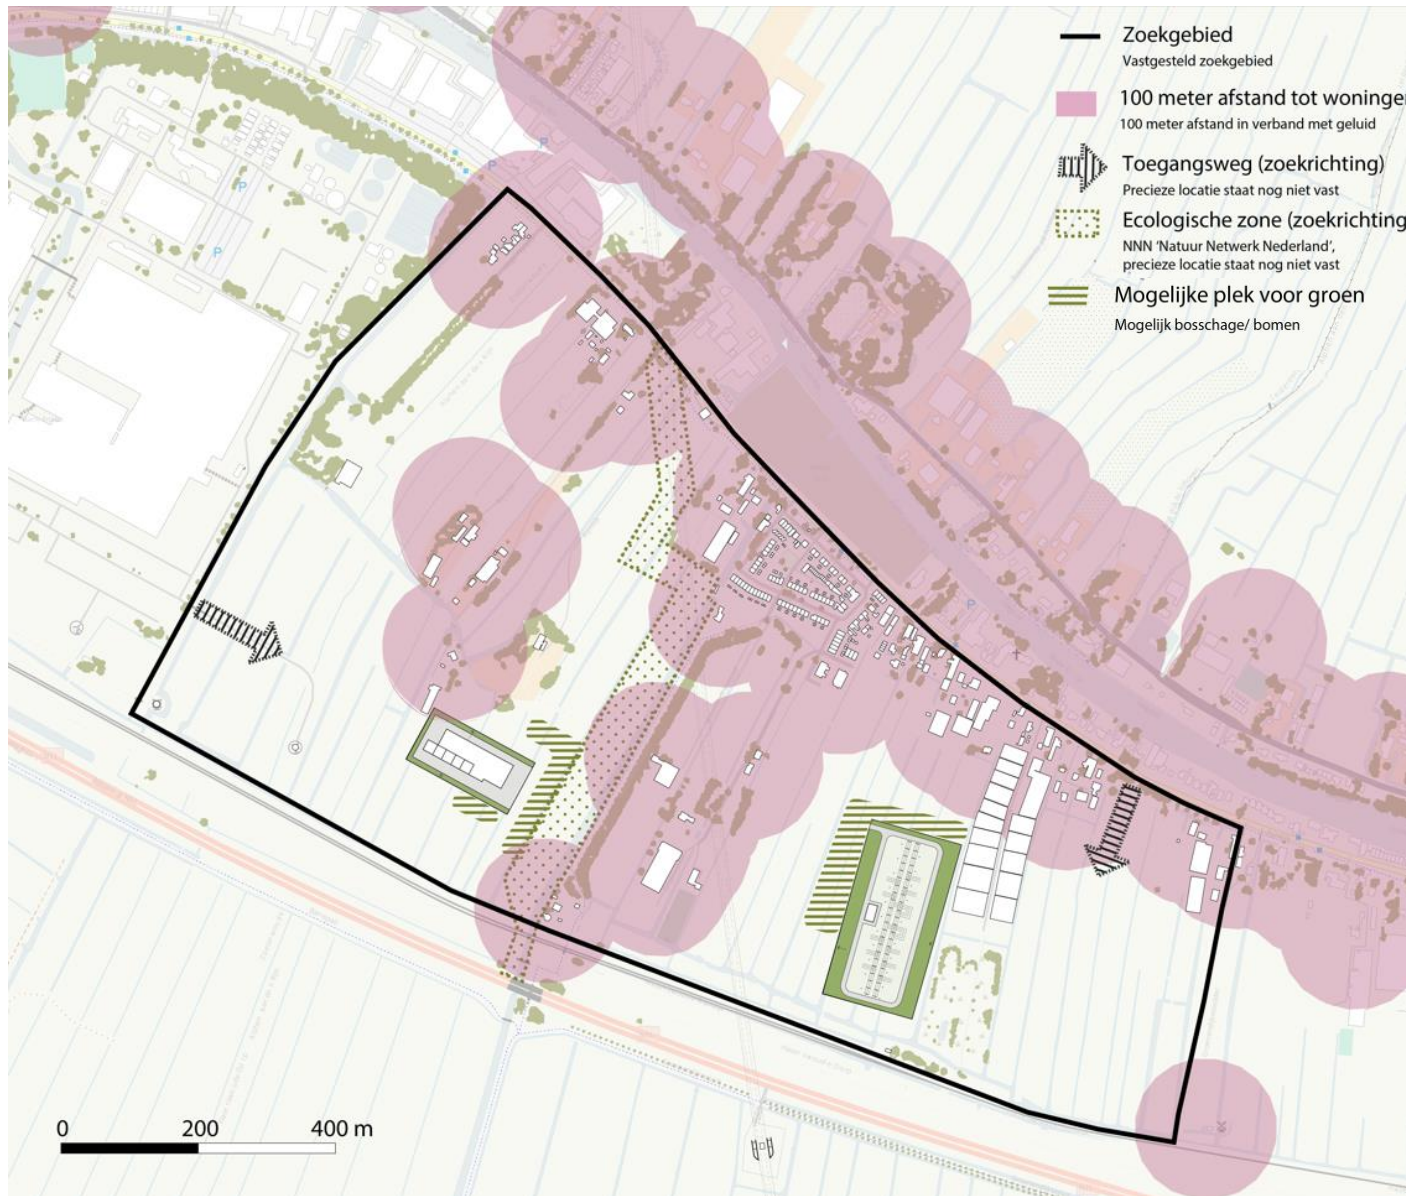 Zoekgebied
Vastgesteld zoekgebied
100 meter afstand tot woninge
100 meter afstand in verband met geluid
Toegangsweg (zoekrichting)
Precieze locatie staat nog niet vast
Ecologische zone (zoekrichting
NNN 'Natuur Netwerk Nederland',
precieze locatie staat nog niet vast
Mogelijke plek voor groen
Mogelijk bosschage/ bomen
P
P
P
P
P
0 200 400 m